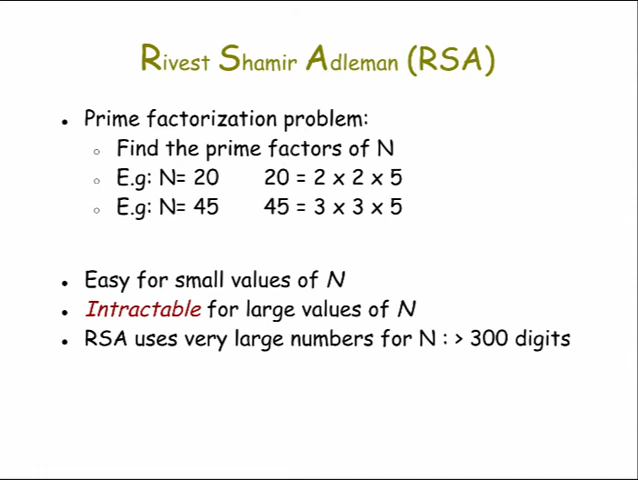 Rivest Shamir Adleman (RSA)
• Prime factorization problem:
○ Find the prime factors of N
○ E.g: N= 20 20 = 2 x 2 x 5
○ E.g: N= 45 45 = 3 x 3 x 5
• Easy for small values of N
• Intractable for large values of N
• RSA uses very large numbers for N : > 300 digits